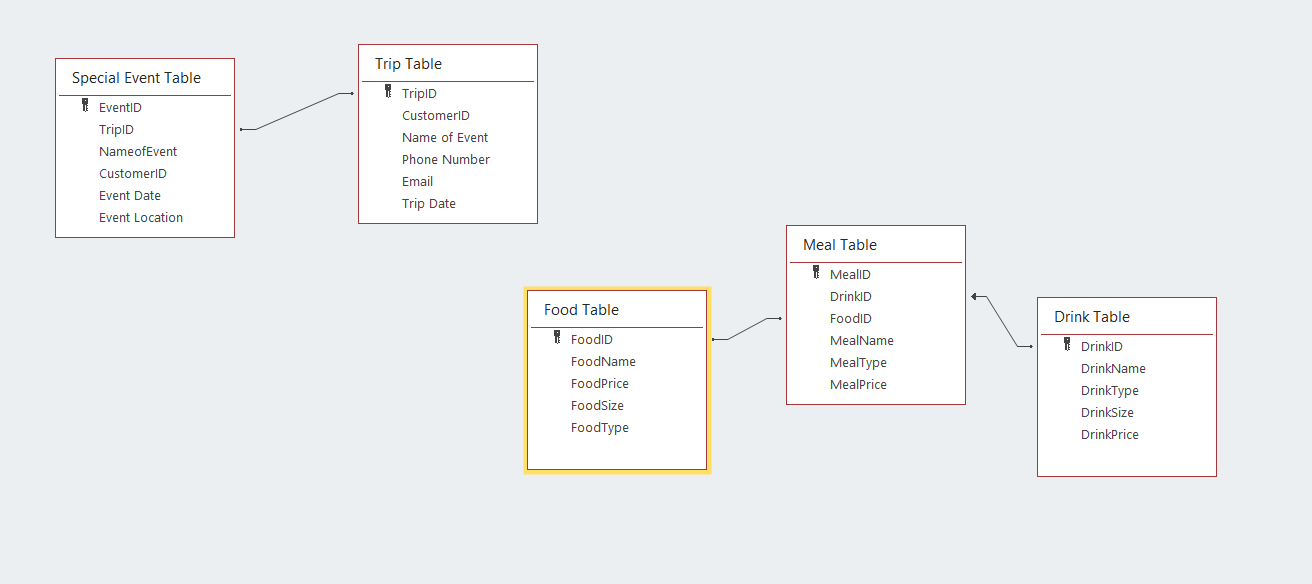 Special Event Table
EventID
TripID
NameofEvent
CustomerID
Event Date
Event Location
Trip Table
TripID
CustomerID
Name of Event
Phone Number
Email
Trip Date
Food Table
FoodID
FoodName
FoodPrice
FoodSize
FoodType
Meal Table
MealID
DrinkID
FoodID
MealName
MealType
MealPrice
Drink Table
DrinkID
DrinkName
DrinkType
DrinkSize
DrinkPrice